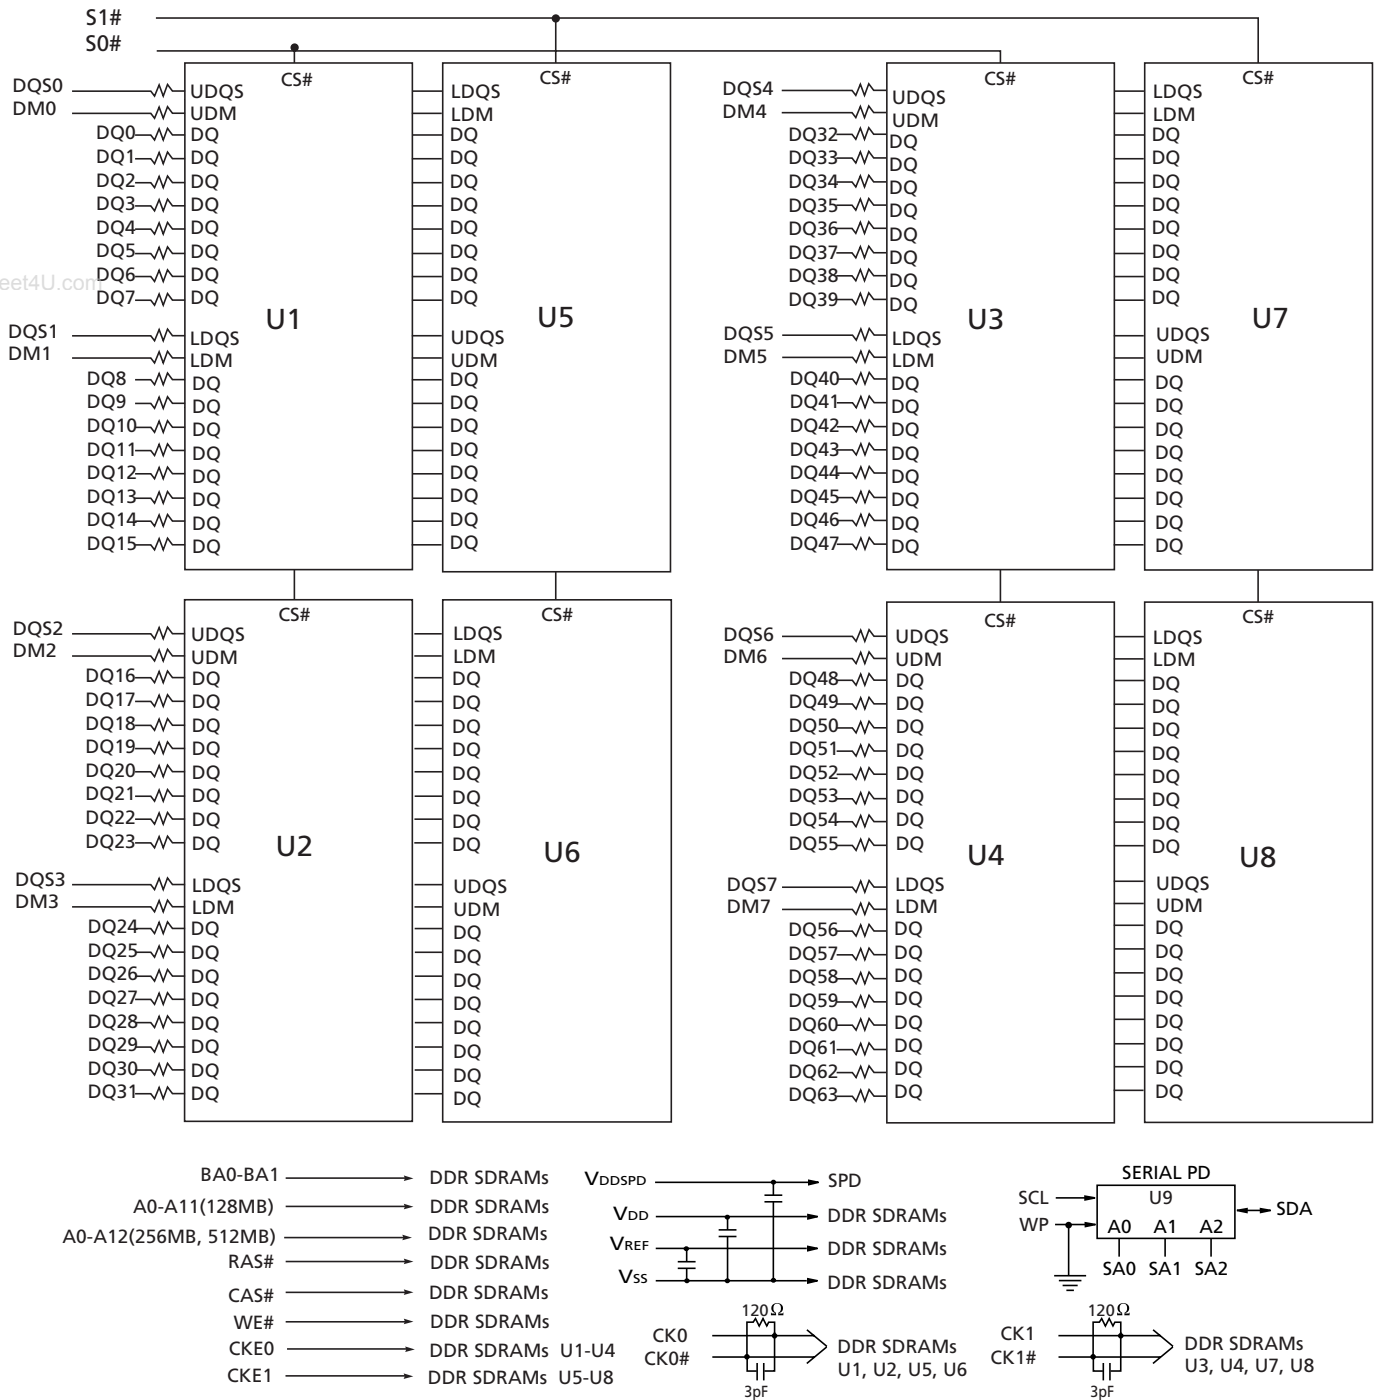 S1#
S0#
CS#
CS#
CS#
CS#
DQS0
DM0
DQ0
DQ1
DQ2
DQ3
DQ4
DQ5
DQ6
DQ7
DQS1
DM1
DQ8
DQ9
DQ10
DQ11
DQ12
DQ13
DQ14
DQ15
eet4U.com
UDQS
UDM
DQ
DQ
DQ
DQ
DQ
DQ
DQ
DQ
U1
LDQS
LDM
DQ
DQ
DQ
DQ
DQ
DQ
DQ
DQ
LDQS
LDM
DQ
DQ
DQ
DQ
DQ
DQ
DQ
DQ
U5
UDQS
UDM
DQ
DQ
DQ
DQ
DQ
DQ
DQ
DQ
DQS4
DM4
DQ32
DQ33
DQ34
DQ35
DQ36
DQ37
DQ38
DQ39
DQS5
DM5
DQ40
DQ41
DQ42
DQ43
DQ44
DQ45
DQ46
DQ47
UDQS
UDM
DQ
DQ
DQ
DQ
DQ
DQ
DQ
DQ
U3
LDQS
LDM
DQ
DQ
DQ
DQ
DQ
DQ
DQ
DQ
LDQS
LDM
DQ
DQ
DQ
DQ
DQ
DQ
DQ
DQ
U7
UDQS
UDM
DQ
DQ
DQ
DQ
DQ
DQ
DQ
DQ
CS#
CS#
CS#
CS#
DQS2
DM2
DQ16
DQ17
DQ18
DQ19
DQ20
DQ21
DQ22
DQ23
DQS3
DM3
DQ24
DQ25
DQ26
DQ27
DQ28
DQ29
DQ30
DQ31
UDQS
UDM
DQ
DQ
DQ
DQ
DQ
DQ
DQ
DQ
U2
LDQS
LDM
DQ
DQ
DQ
DQ
DQ
DQ
DQ
DQ
LDQS
LDM
DQ
DQ
DQ
DQ
DQ
DQ
DQ
DQ
U6
UDQS
UDM
DQ
DQ
DQ
DQ
DQ
DQ
DQ
DQ
DQS6
DM6
DQ48
DQ49
DQ50
DQ51
DQ52
DQ53
DQ54
DQ55
DQS7
DM7
DQ56
DQ57
DQ58
DQ59
DQ60
DQ61
DQ62
DQ63
UDQS
UDM
DQ
DQ
DQ
DQ
DQ
DQ
DQ
DQ
U4
LDQS
LDM
DQ
DQ
DQ
DQ
DQ
DQ
DQ
DQ
LDQS
LDM
DQ
DQ
DQ
DQ
DQ
DQ
DQ
DQ
U8
UDQS
UDM
DQ
DQ
DQ
DQ
DQ
DQ
DQ
DQ
BA0-BA1 DDR SDRAMs
A0-A11(128MB) DDR SDRAMs
A0-A12(256MB, 512MB) DDR SDRAMs
RAS# DDR SDRAMs
CAS# DDR SDRAMs
WE# DDR SDRAMs
CKE0 DDR SDRAMs U1-U4
CKE1 DDR SDRAMs U5-U8
VDDSPD SPD
VDD DDR SDRAMs
VREF DDR SDRAMs
VSS DDR SDRAMs
SERIAL PD
SCL U9
SDA
WP A0 A1 A2
SA0 SA1 SA2
120Ω
CK0
CK0#
3pF
DDR SDRAMs
U1, U2, U5, U6
120Ω
CK1
CK1#
3pF
DDR SDRAMs
U3, U4, U7, U8